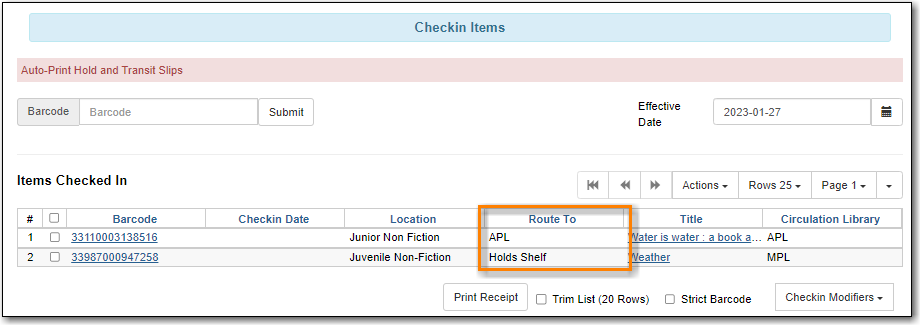 Checkin Items
Auto-Print Hold and Transit Slips
Barcode Barcode Submit Effective Date 2023-01-27
Items Checked In Actions Rows 25 Page 1
# Barcode Checkin Date Location Route To Title Circulation Library
1 33110003138516 Junior Non Fiction APL Water is water : a book a... APL
2 33987000947258 Juvenile Non-Fiction Holds Shelf Weather MPL
Print Receipt Trim List (20 Rows) Strict Barcode Checkin Modifiers